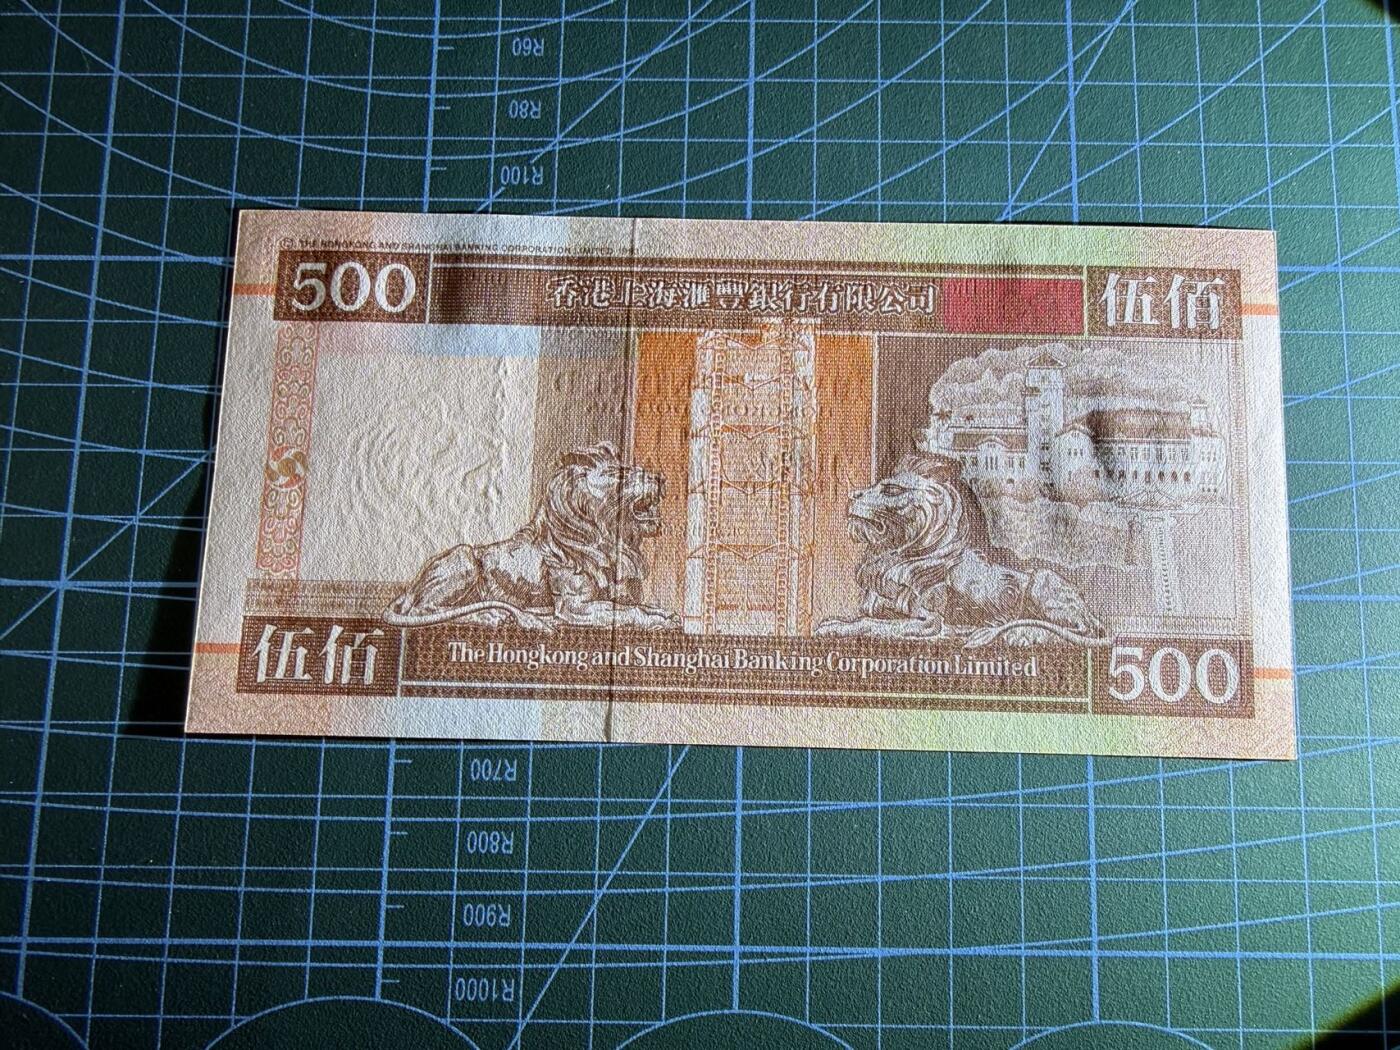 R60
R80
R100
© THE HONGKONG AND SHANGHAI BANKING CORPORATION LIMITED
500
香港上海滙豐銀行有限公司
伍佰
伍佰
The Hongkong and Shanghai Banking Corporation Limited
500
R700
R800
R900
R1000